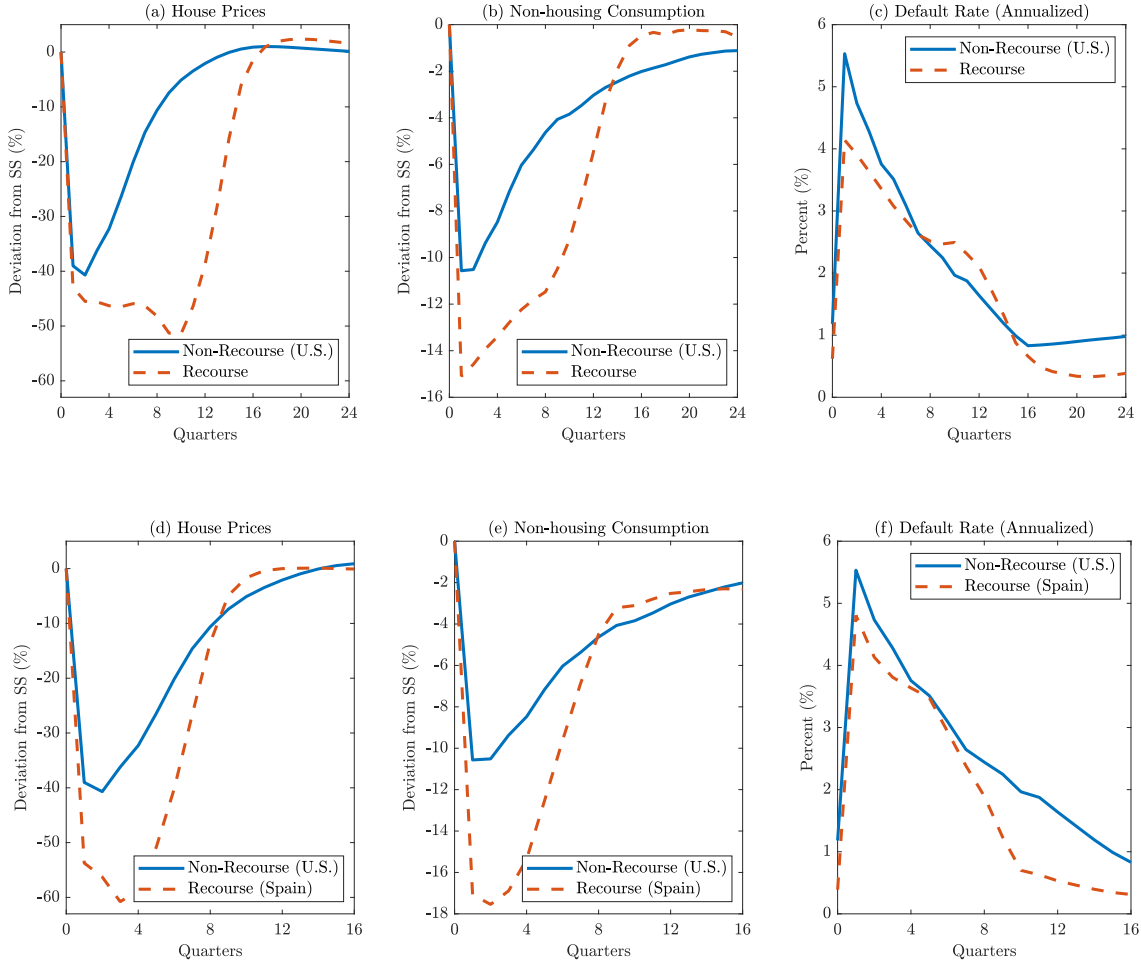 (a) House Prices
(b) Non-housing Consumption
(c) Default Rate (Annualized)
Deviation from SS (%)
0
-10
-20
-30
-40
-50
-60
0 4 8 12 16 20 24
Quarters
Non-Recourse (U.S.)
Recourse
Deviation from SS (%)
0
-2
-4
-6
-8
-10
-12
-14
-16
0 4 8 12 16 20 24
Quarters
Non-Recourse (U.S.)
Recourse
Percent (%)
6
5
4
3
2
1
0
0 4 8 12 16 20 24
Quarters
Non-Recourse (U.S.)
Recourse
(d) House Prices
(e) Non-housing Consumption
(f) Default Rate (Annualized)
Deviation from SS (%)
0
-10
-20
-30
-40
-50
-60
0 4 8 12 16
Quarters
Non-Recourse (U.S.)
Recourse (Spain)
Deviation from SS (%)
0
-2
-4
-6
-8
-10
-12
-14
-16
-18
0 4 8 12 16
Quarters
Non-Recourse (U.S.)
Recourse (Spain)
Percent (%)
6
5
4
3
2
1
0
0 4 8 12 16
Quarters
Non-Recourse (U.S.)
Recourse (Spain)